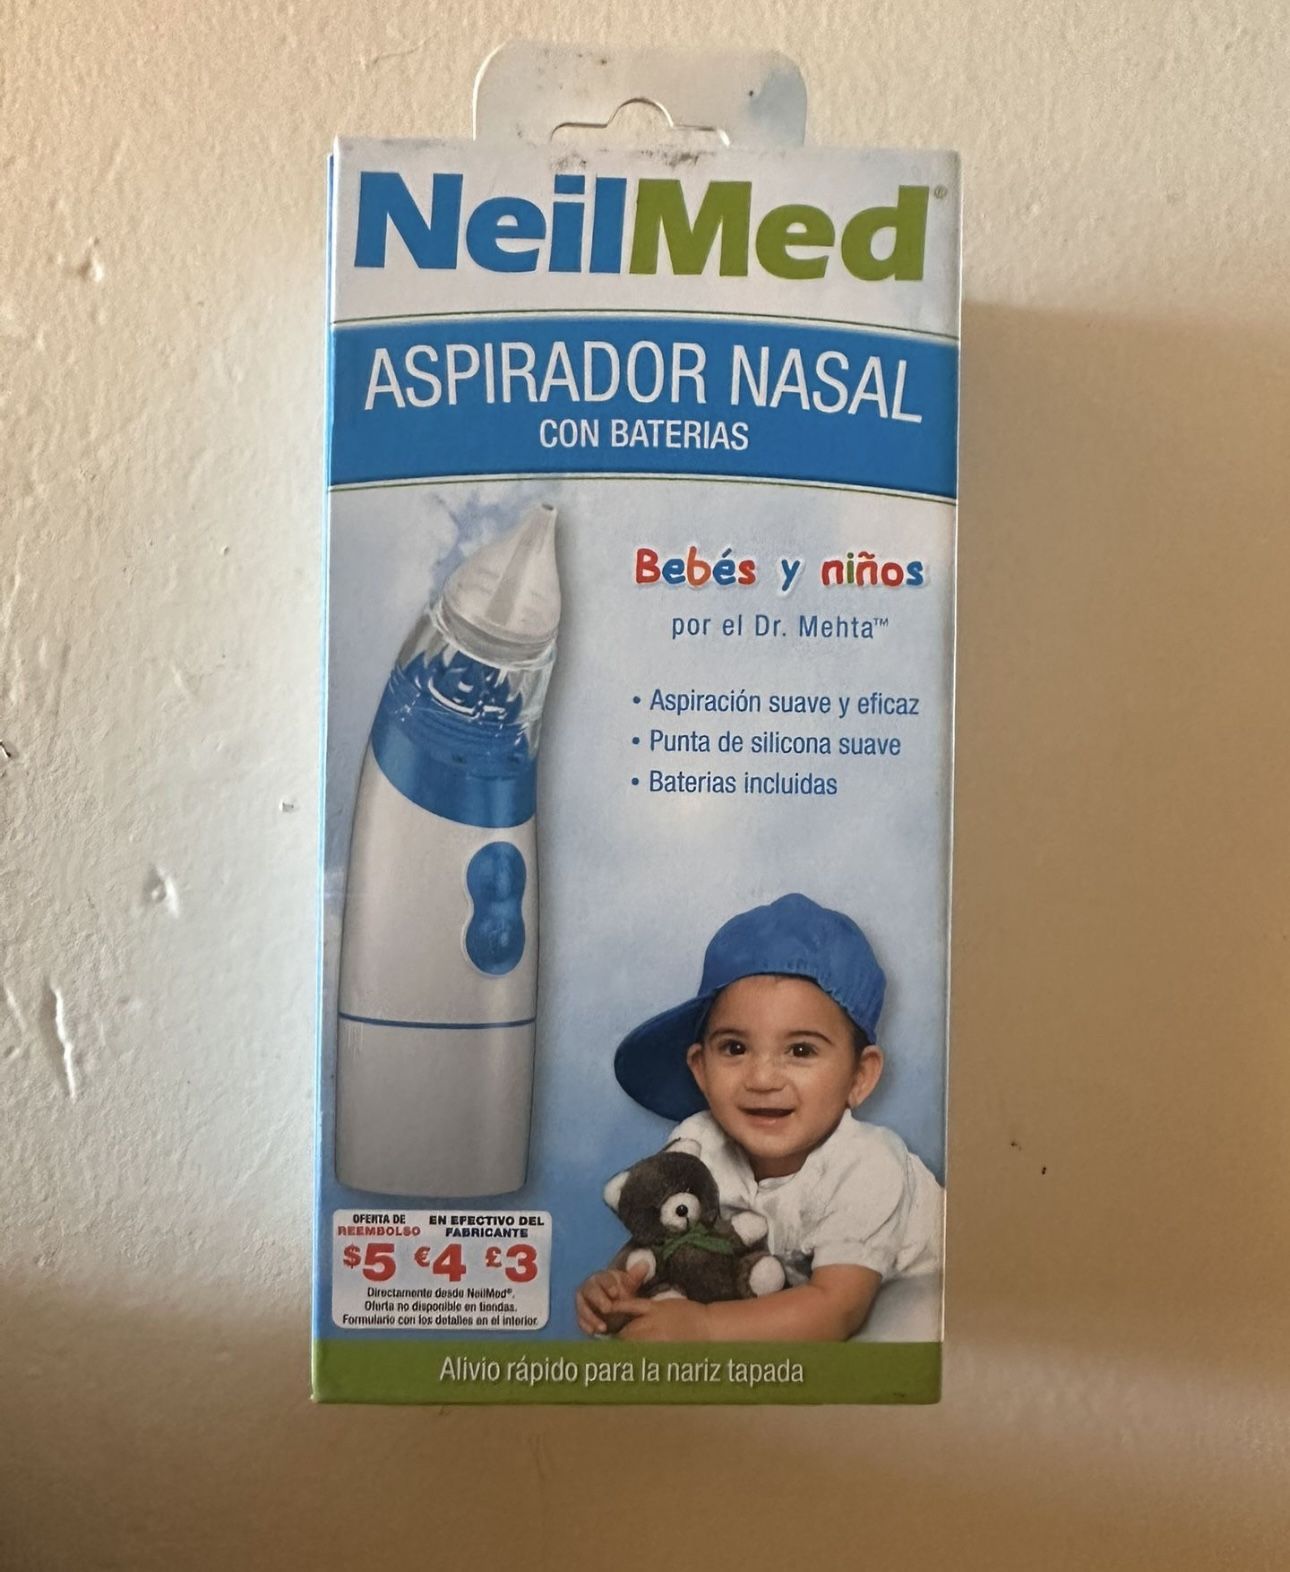 NeilMed®
ASPIRADOR NASAL
CON BATERIAS
Bebés y niños
por el Dr. Mehta™
• Aspiración suave y eficaz
• Punta de silicona suave
• Baterias incluidas
OFERTA DE REEMBOLSO
EN EFECTIVO DEL FABRICANTE
$5 €4 £3
Directamente desde NeilMed®.
Oferta no disponible en tiendas.
Formulario con los detalles en el interior.
Alivio rápido para la nariz tapada